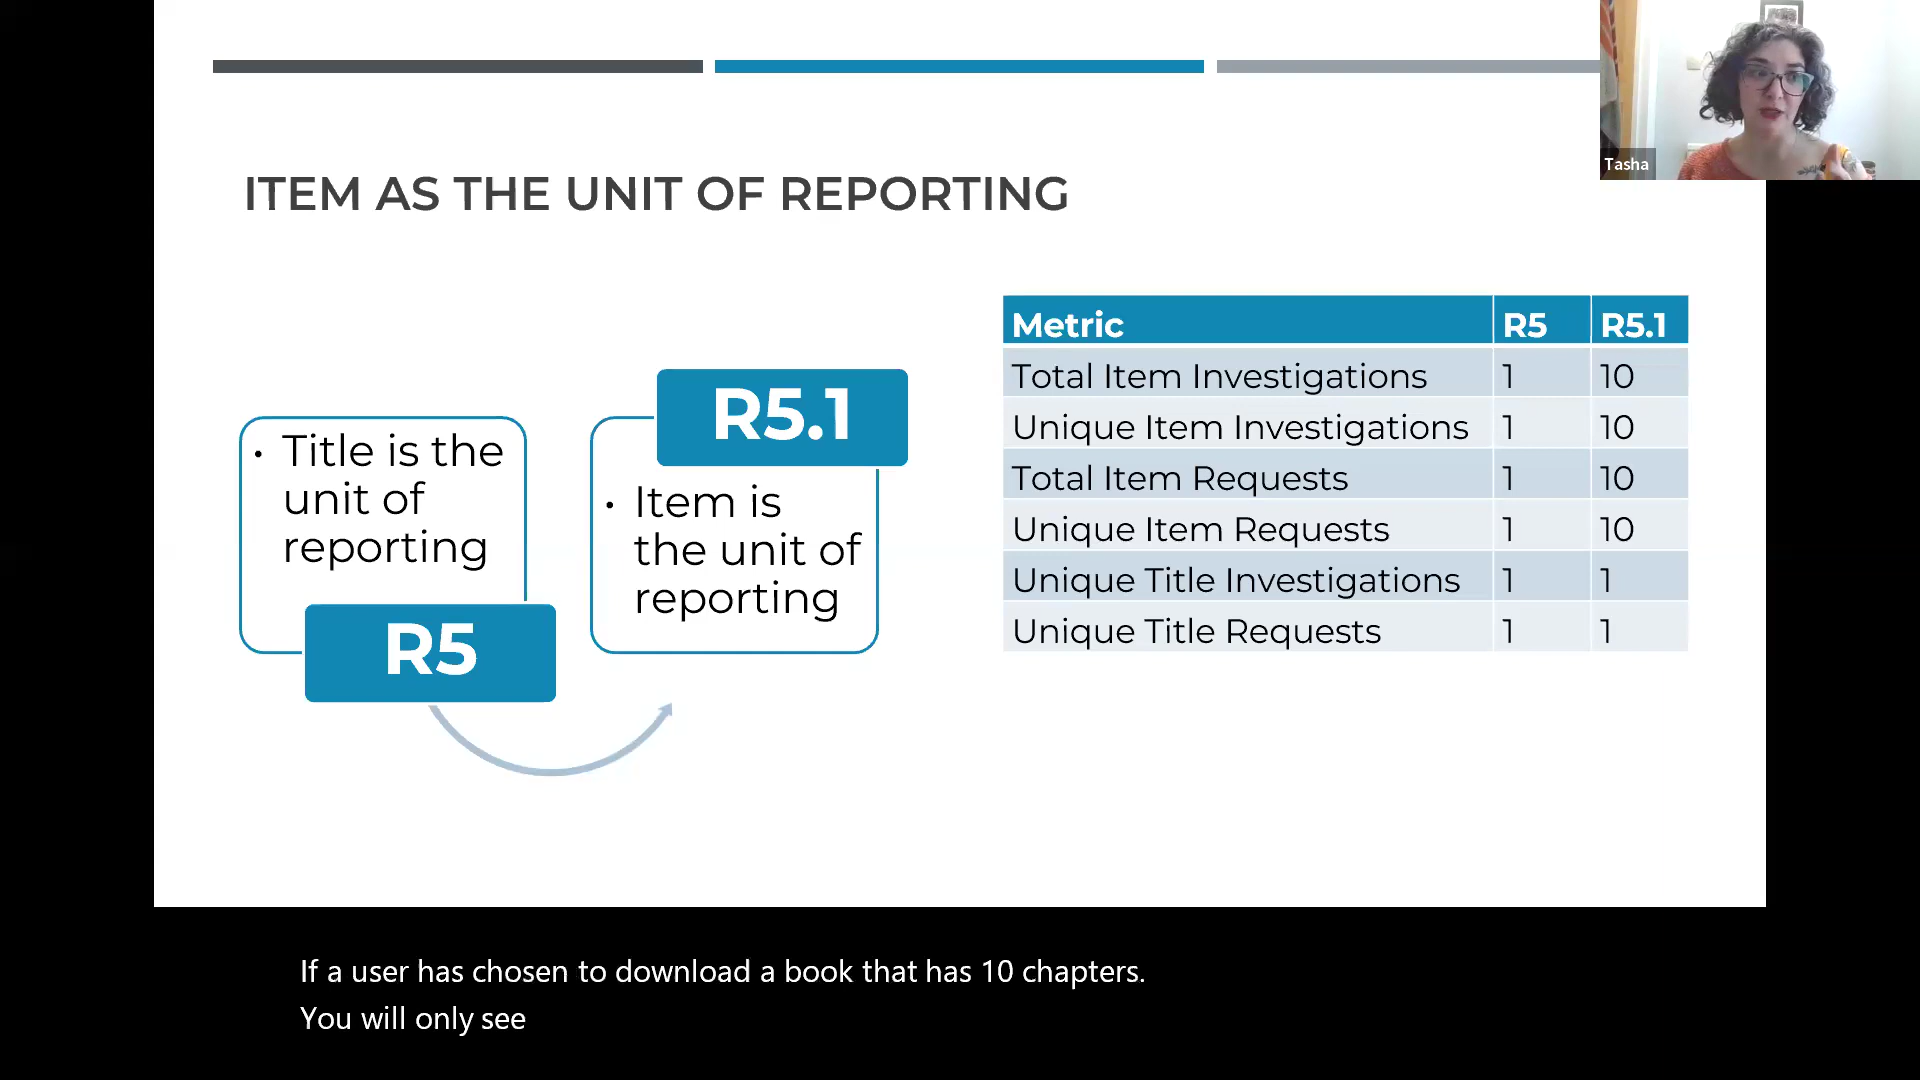 Tasha
ITEM AS THE UNIT OF REPORTING
• Title is the
unit of
reporting
R5
R5.1
• Item is
the unit of
reporting
Metric R5 R5.1
Total Item Investigations 1 10
Unique Item Investigations 1 10
Total Item Requests 1 10
Unique Item Requests 1 10
Unique Title Investigations 1 1
Unique Title Requests 1 1
If a user has chosen to download a book that has 10 chapters.
You will only see